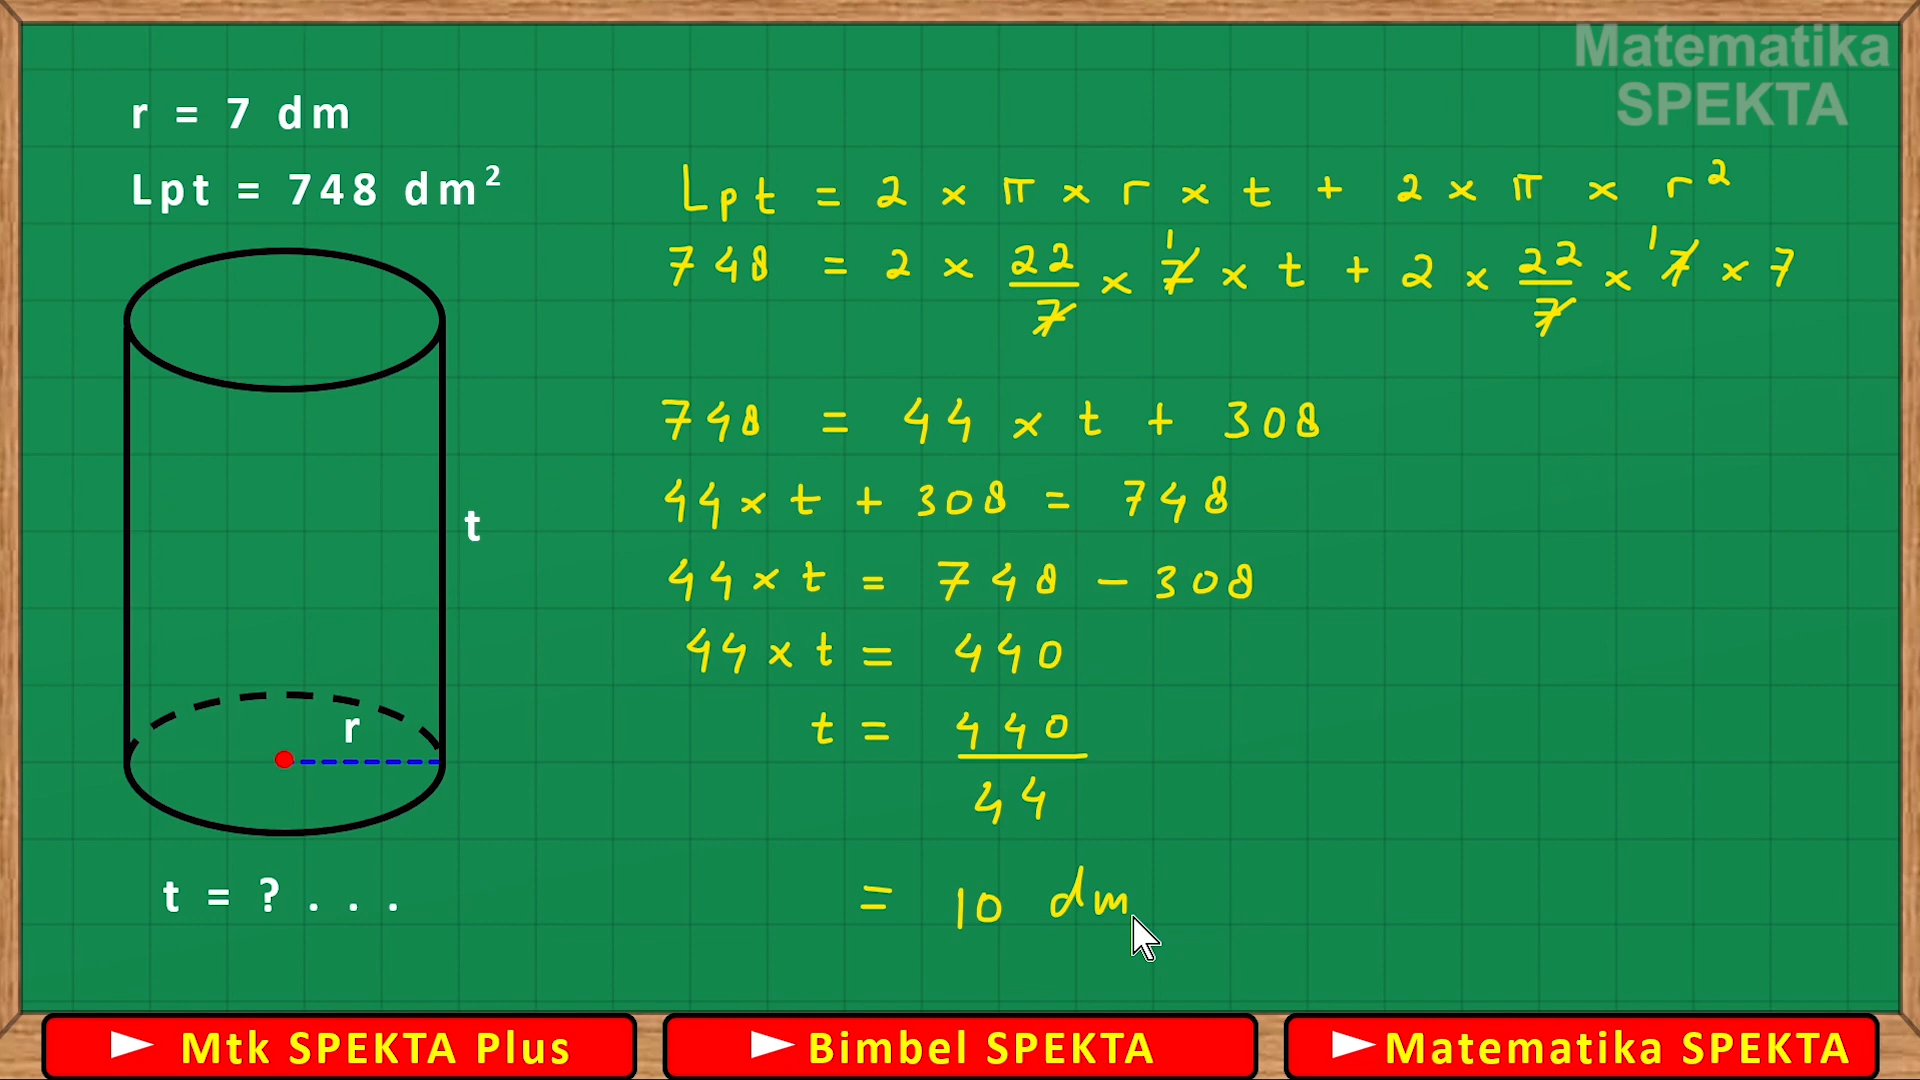 Matematika
SPEKTA
r = 7 dm
Lpt = 748 dm²
t
r
t = ? . . .
Lpt = 2 × π × r × t + 2 × π × r²
748 = 2 × 22/7 × 7 1 × t + 2 × 22/7 × 1 7 × 7
748 = 44 × t + 308
44 × t + 308 = 748
44 × t = 748 - 308
44 × t = 440
t = 440/44
= 10 dm
Mtk SPEKTA Plus
Bimbel SPEKTA
Matematika SPEKTA